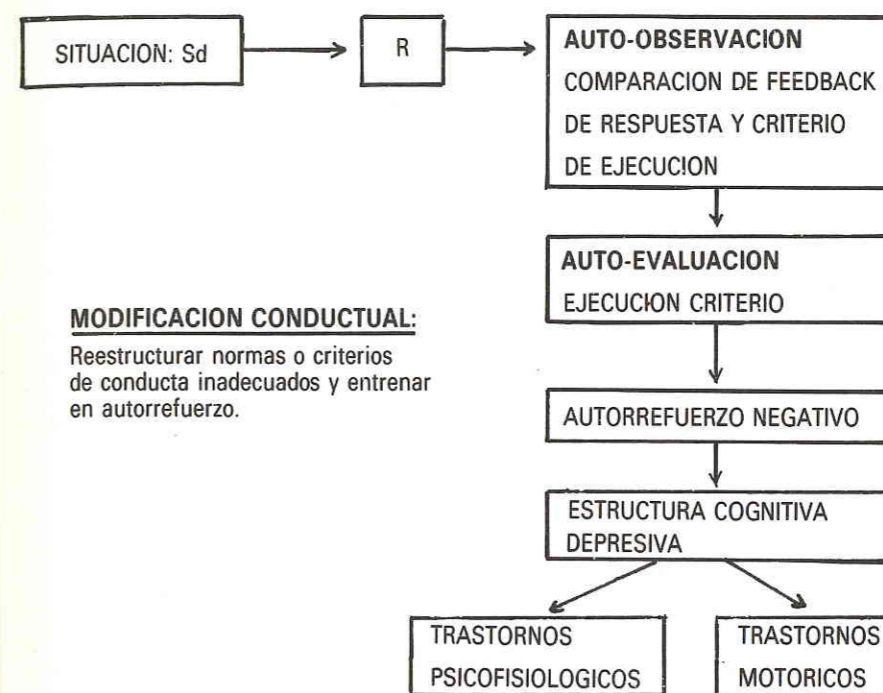 SITUACION: Sd
R
AUTO-OBSERVACION
COMPARACION DE FEEDBACK
DE RESPUESTA Y CRITERIO
DE EJECUCION
AUTO-EVALUACION
EJECUCION CRITERIO
MODIFICACION CONDUCTUAL:
Reestructurar normas o criterios
de conducta inadecuados y entrenar
en autorrefuerzo.
AUTORREFUERZO NEGATIVO
ESTRUCTURA COGNITIVA
DEPRESIVA
TRASTORNOS
PSICOFISIOLOGICOS
TRASTORNOS
MOTORICOS